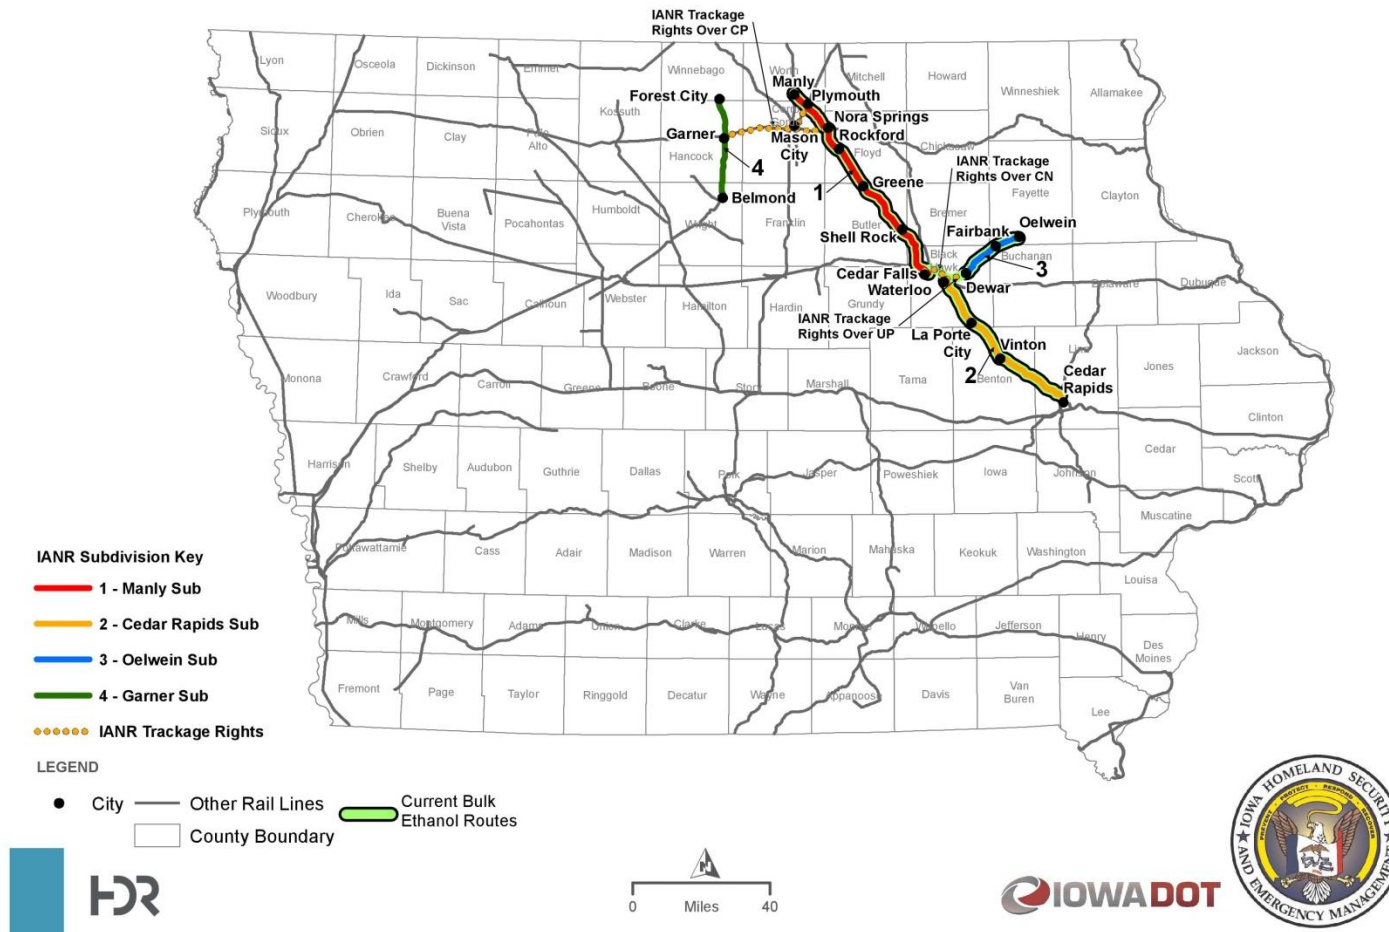 IANR Trackage
Rights Over CP
Lyon
Osceola
Dickinson
Emmet
Winnebago
Worth
Mitchell
Howard
Winneshiek
Allamakee
Manly
Forest City
Plymouth
Kossuth
Cerro
Gordo
Nora Springs
Sioux
Obrien
Clay
Palo
Alto
Garner
Mason
City
Rockford
Hancock
Floyd
Chickasaw
4
IANR Trackage
Rights Over CN
1
Greene
Fayette
Clayton
Belmond
Plymouth
Cherokee
Buena
Vista
Pocahontas
Humboldt
Wright
Franklin
Butler
Bremer
Shell Rock
Fairbank
Oelwein
Black
Hawk
Buchanan
3
Cedar Falls
Waterloo
Dewar
Delaware
Dubuque
Woodbury
Ida
Sac
Calhoun
Webster
Hamilton
Hardin
Grundy
IANR Trackage
Rights Over UP
La Porte
City
Vinton
Linn
Jones
Jackson
2
Benton
Cedar
Rapids
Monona
Crawford
Carroll
Greene
Boone
Story
Marshall
Tama
Clinton
Harrison
Shelby
Audubon
Guthrie
Dallas
Polk
Jasper
Poweshiek
Iowa
Johnson
Cedar
Scott
Muscatine
IANR Subdivision Key
Pottawattamie
Cass
Adair
Madison
Warren
Marion
Mahaska
Keokuk
Washington
Louisa
1 - Manly Sub
2 - Cedar Rapids Sub
Mills
Montgomery
Adams
Union
Clarke
Lucas
Monroe
Wapello
Jefferson
Henry
Des
Moines
3 - Oelwein Sub
4 - Garner Sub
Fremont
Page
Taylor
Ringgold
Decatur
Wayne
Appanoose
Davis
Van
Buren
Lee
IANR Trackage Rights
LEGEND
City
Other Rail Lines
Current Bulk
Ethanol Routes
County Boundary
HDR
N
0
Miles
40
IOWADOT
IOWA HOMELAND SECURITY
AND EMERGENCY MANAGEMENT
PREVENT · PROTECT · RESPOND · RECOVER